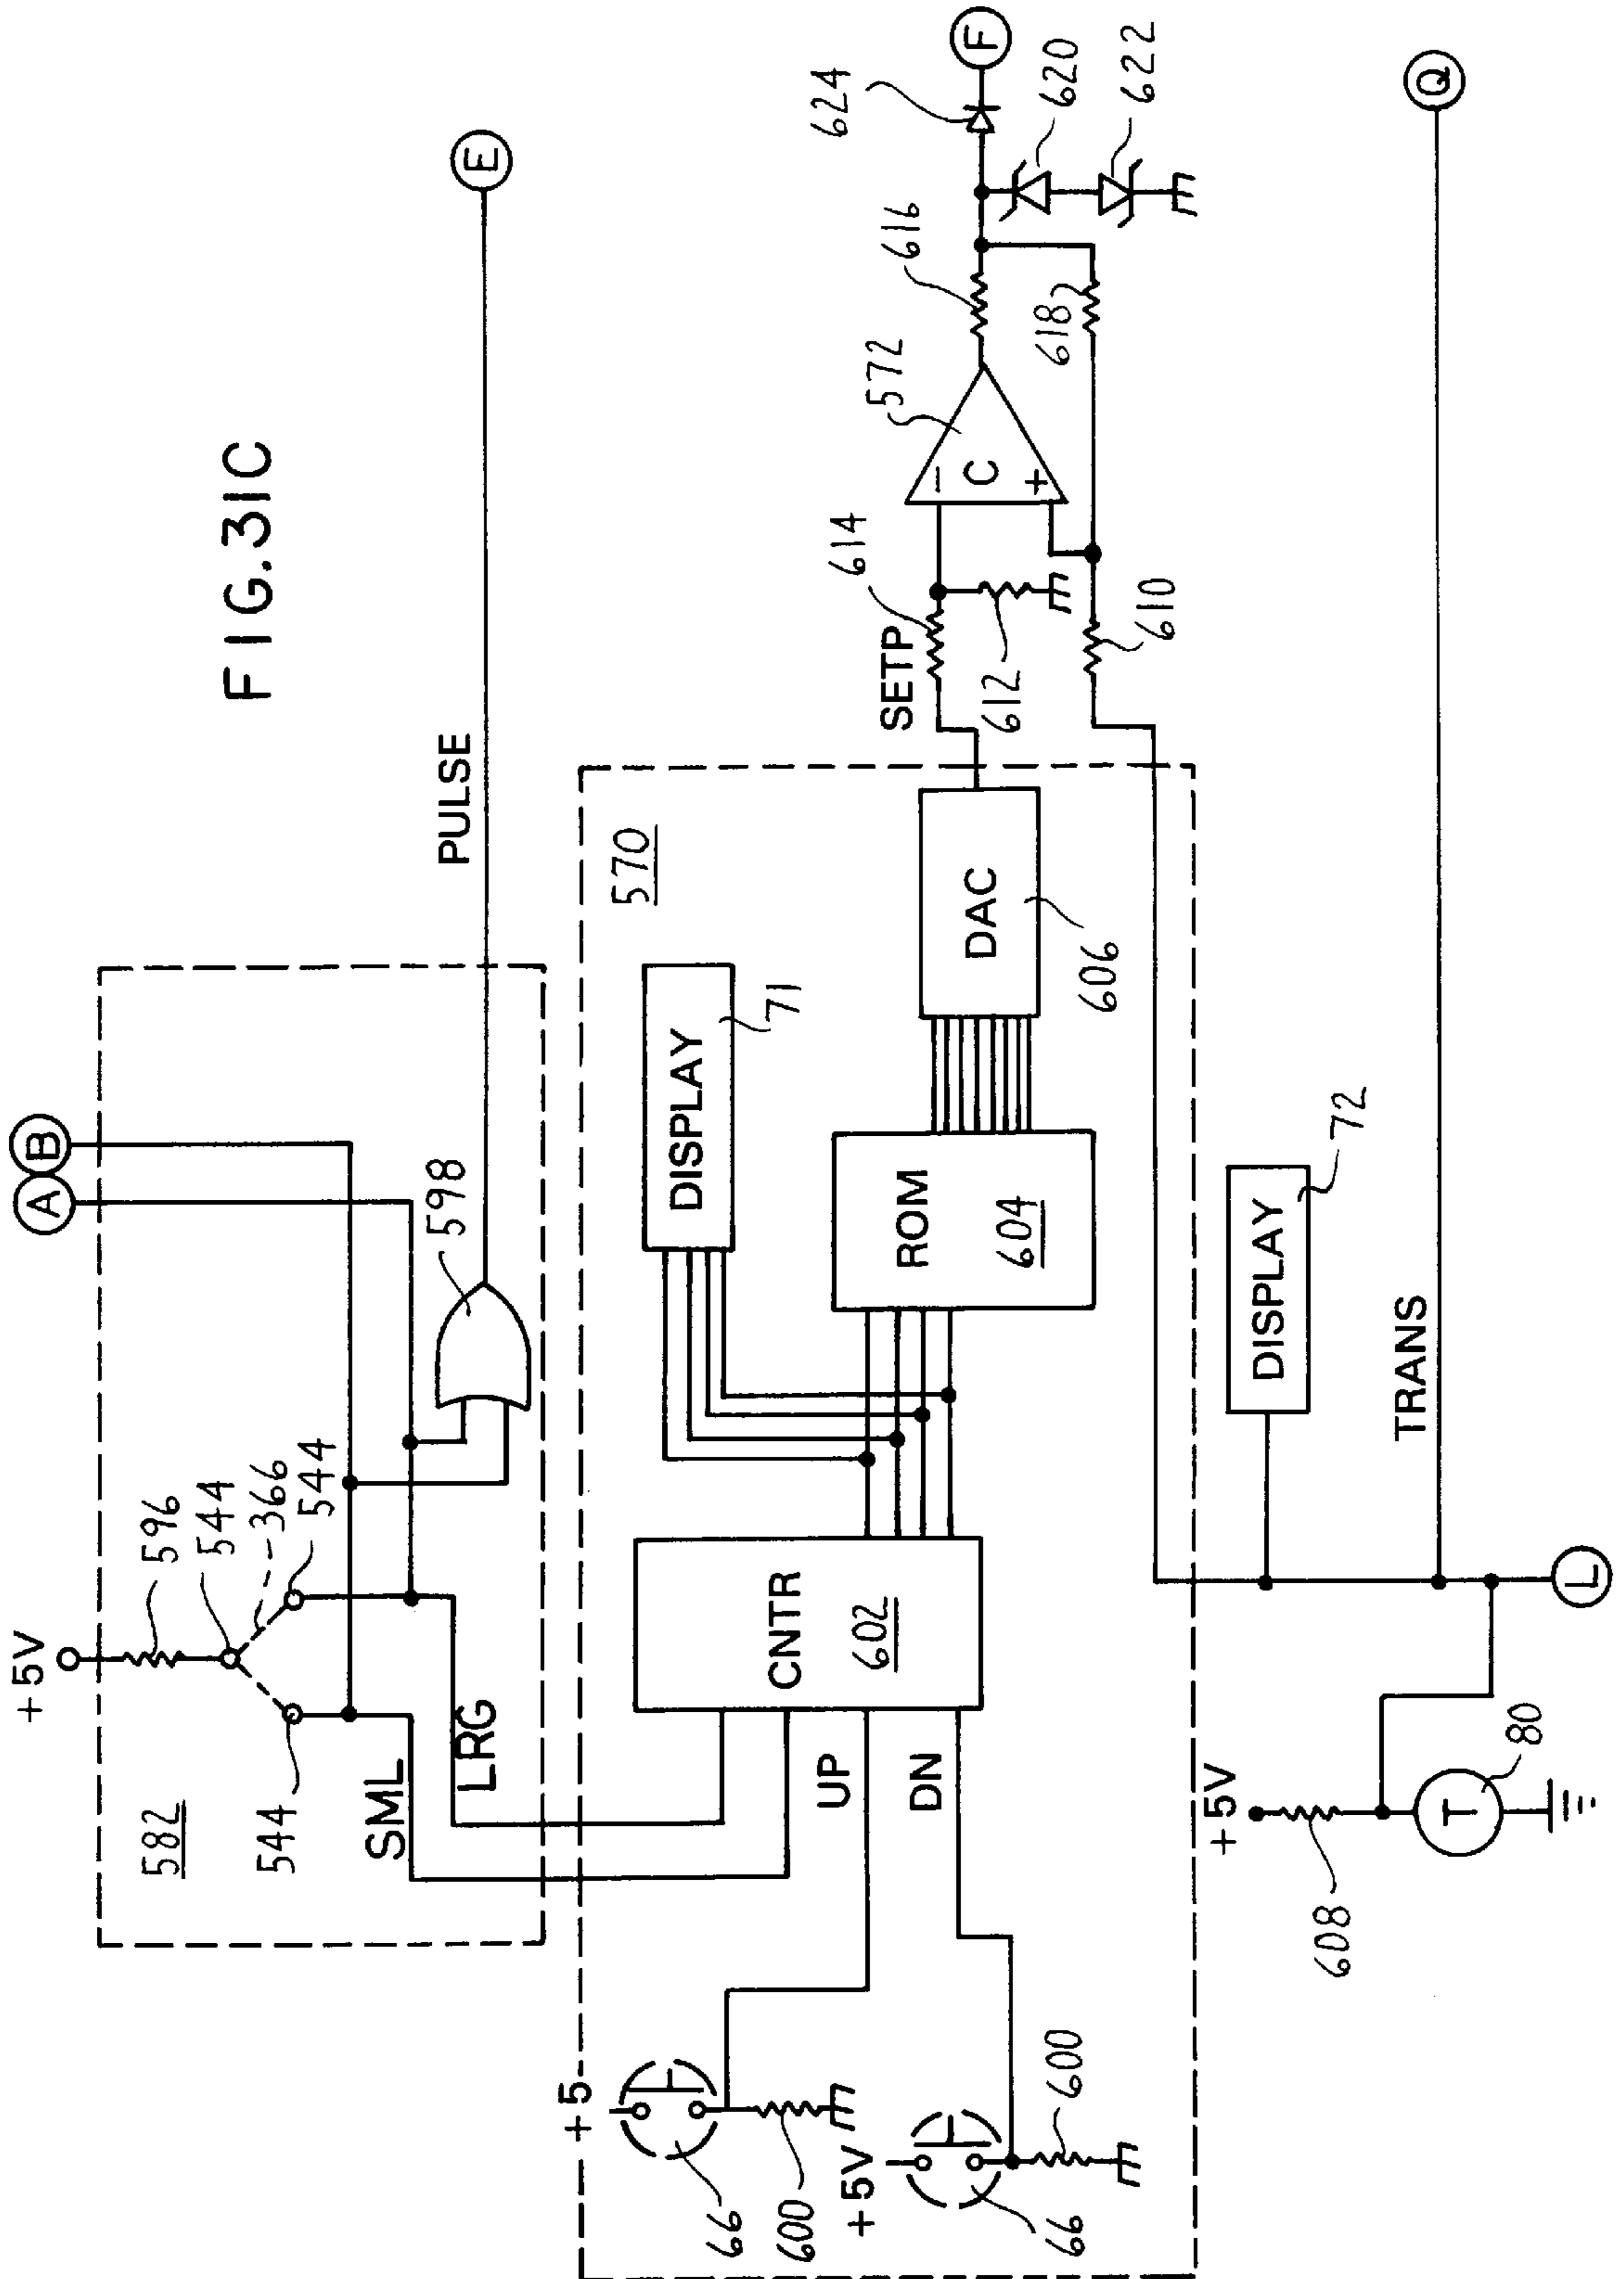 FIG.31C
+5V
596
544
366
544
544
582
SML
LRG
A
B
598
PULSE
E
+5
66
600
+5V
66
600
UP
DN
CNTR
602
DISPLAY
71
ROM
604
DAC
606
570
SETP
614
612
610
C
−
+
572
616
618
624
F
620
622
+5V
608
T
80
L
DISPLAY
72
TRANS
Q